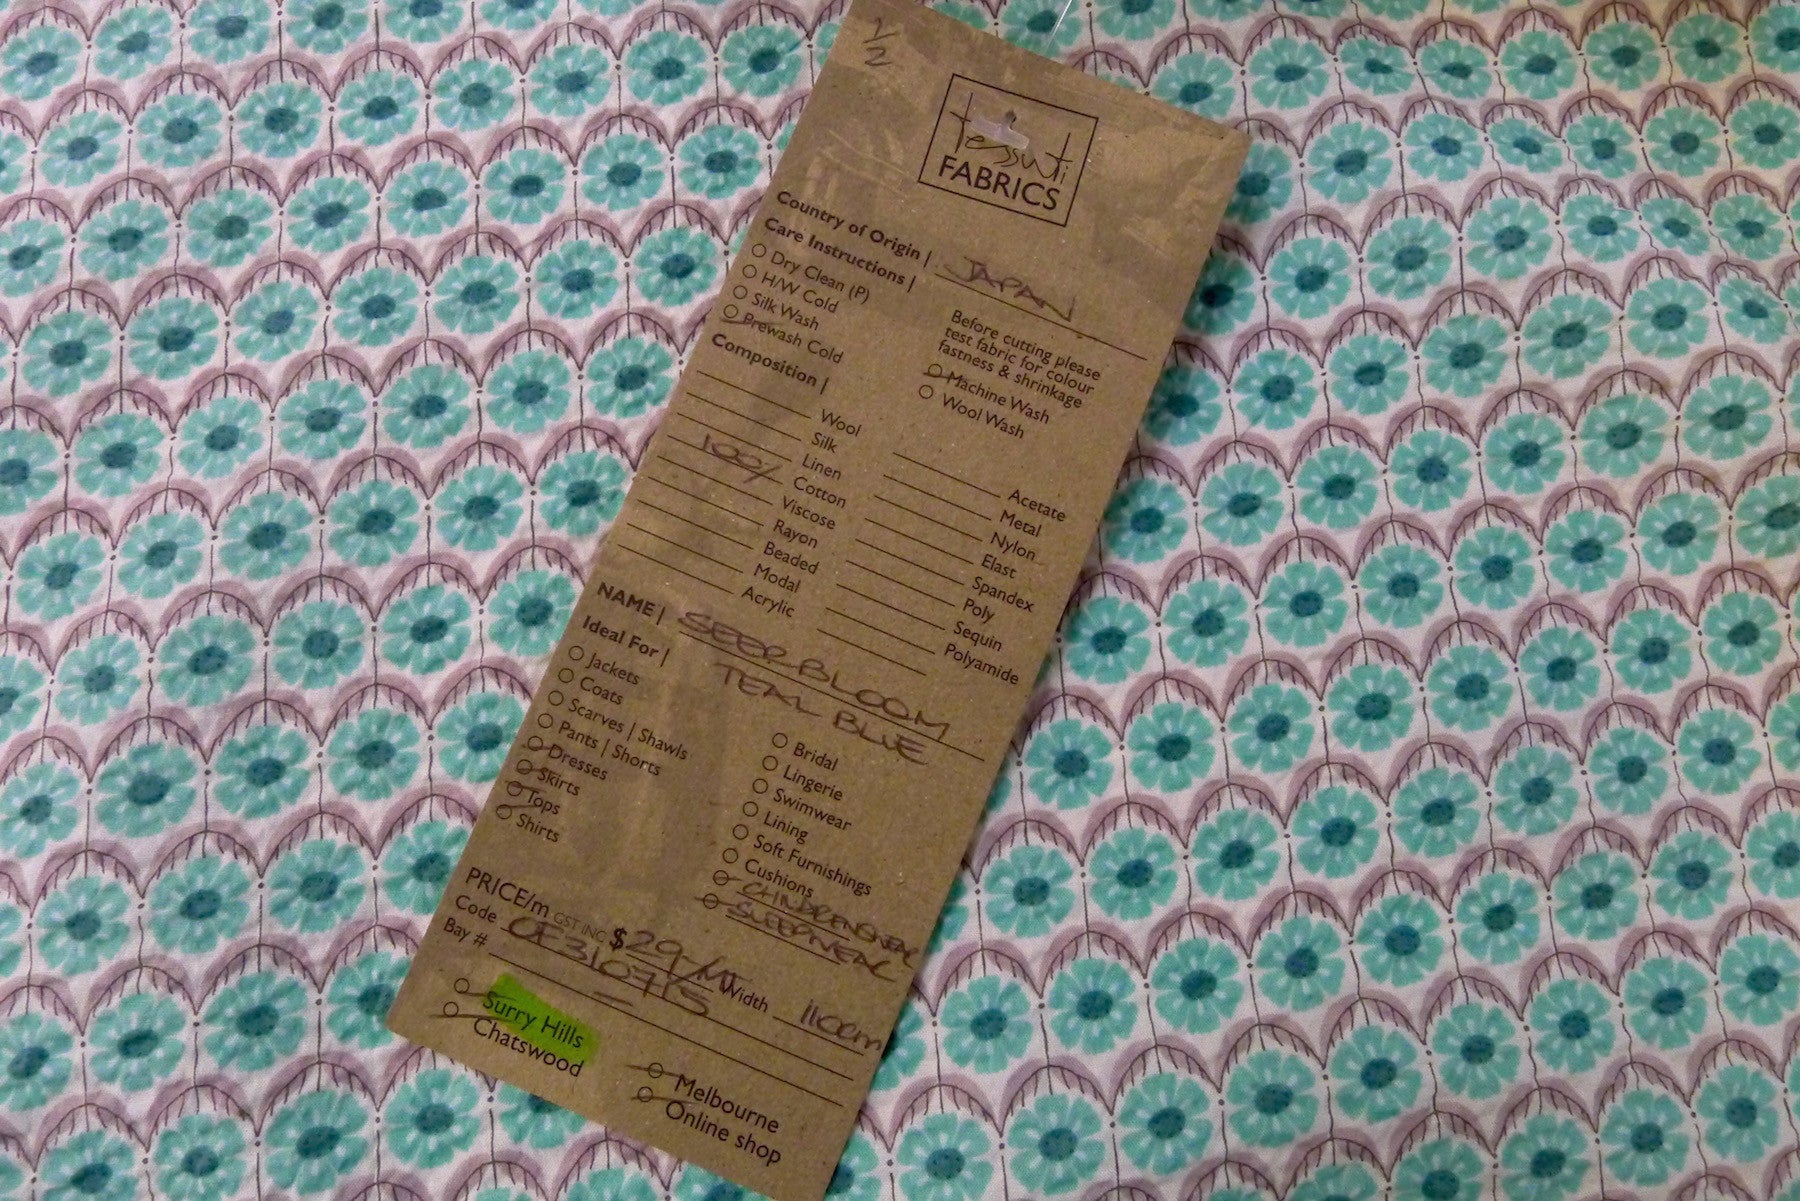 1/2
tessuti
FABRICS
Country of Origin | JAPAN
Care Instructions |
Dry Clean (P)
H/W Cold
Silk Wash
Prewash Cold
Before cutting please
test fabric for colour
fastness & shrinkage
Machine Wash
Wool Wash
Composition |
Wool
Silk
Linen
100% Cotton
Viscose
Rayon
Beaded
Modal
Acrylic
Acetate
Metal
Nylon
Elast
Spandex
Poly
Sequin
Polyamide
NAME | SEER BLOOM
TEAL BLUE
Ideal For |
Jackets
Coats
Scarves | Shawls
Pants | Shorts
Dresses
Skirts
Tops
Shirts
Bridal
Lingerie
Swimwear
Lining
Soft Furnishings
Cushions
CHILDRENSWEAR
SLEEPWEAR
PRICE/m GST INC $29-/MT Width 110cm
Code
Bay #
Surry Hills
Chatswood
Melbourne
Online shop